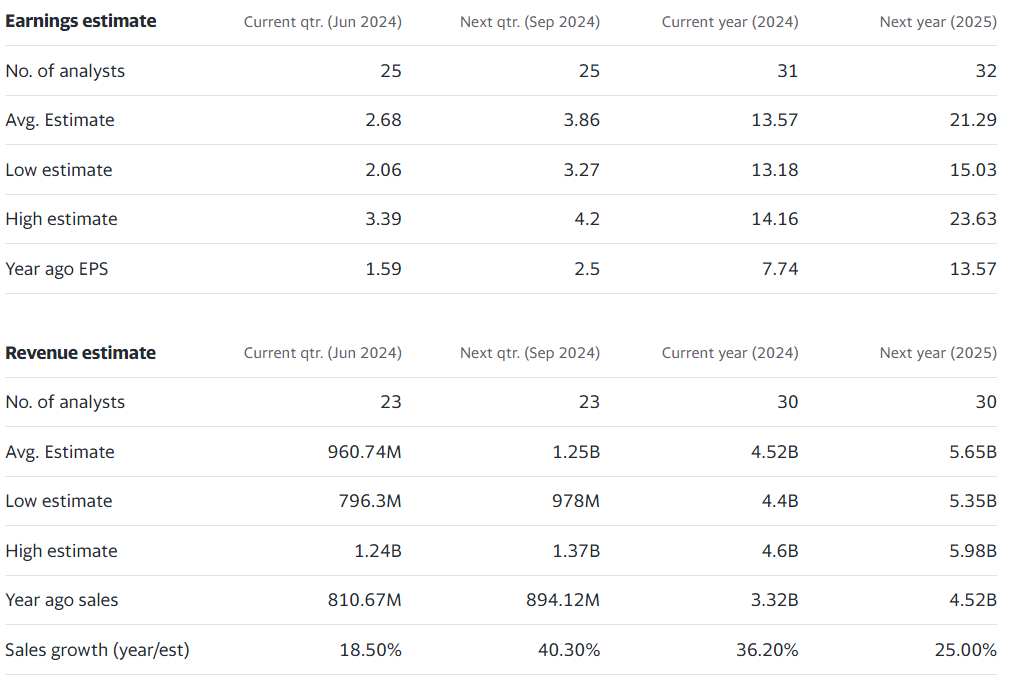 Earnings estimate Current qtr. (Jun 2024) Next qtr. (Sep 2024) Current year (2024) Next year (2025)
No. of analysts 25 25 31 32
Avg. Estimate 2.68 3.86 13.57 21.29
Low estimate 2.06 3.27 13.18 15.03
High estimate 3.39 4.2 14.16 23.63
Year ago EPS 1.59 2.5 7.74 13.57
Revenue estimate Current qtr. (Jun 2024) Next qtr. (Sep 2024) Current year (2024) Next year (2025)
No. of analysts 23 23 30 30
Avg. Estimate 960.74M 1.25B 4.52B 5.65B
Low estimate 796.3M 978M 4.4B 5.35B
High estimate 1.24B 1.37B 4.6B 5.98B
Year ago sales 810.67M 894.12M 3.32B 4.52B
Sales growth (year/est) 18.50% 40.30% 36.20% 25.00%